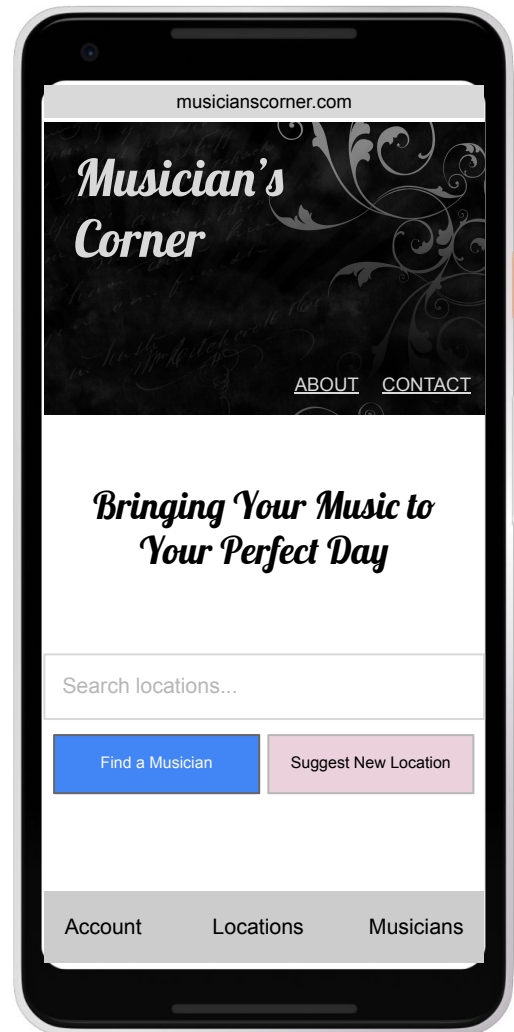 musicianscorner.com
Musician's
Corner
ABOUT CONTACT
Bringing Your Music to
Your Perfect Day
Search locations...
Find a Musician Suggest New Location
Account Locations Musicians